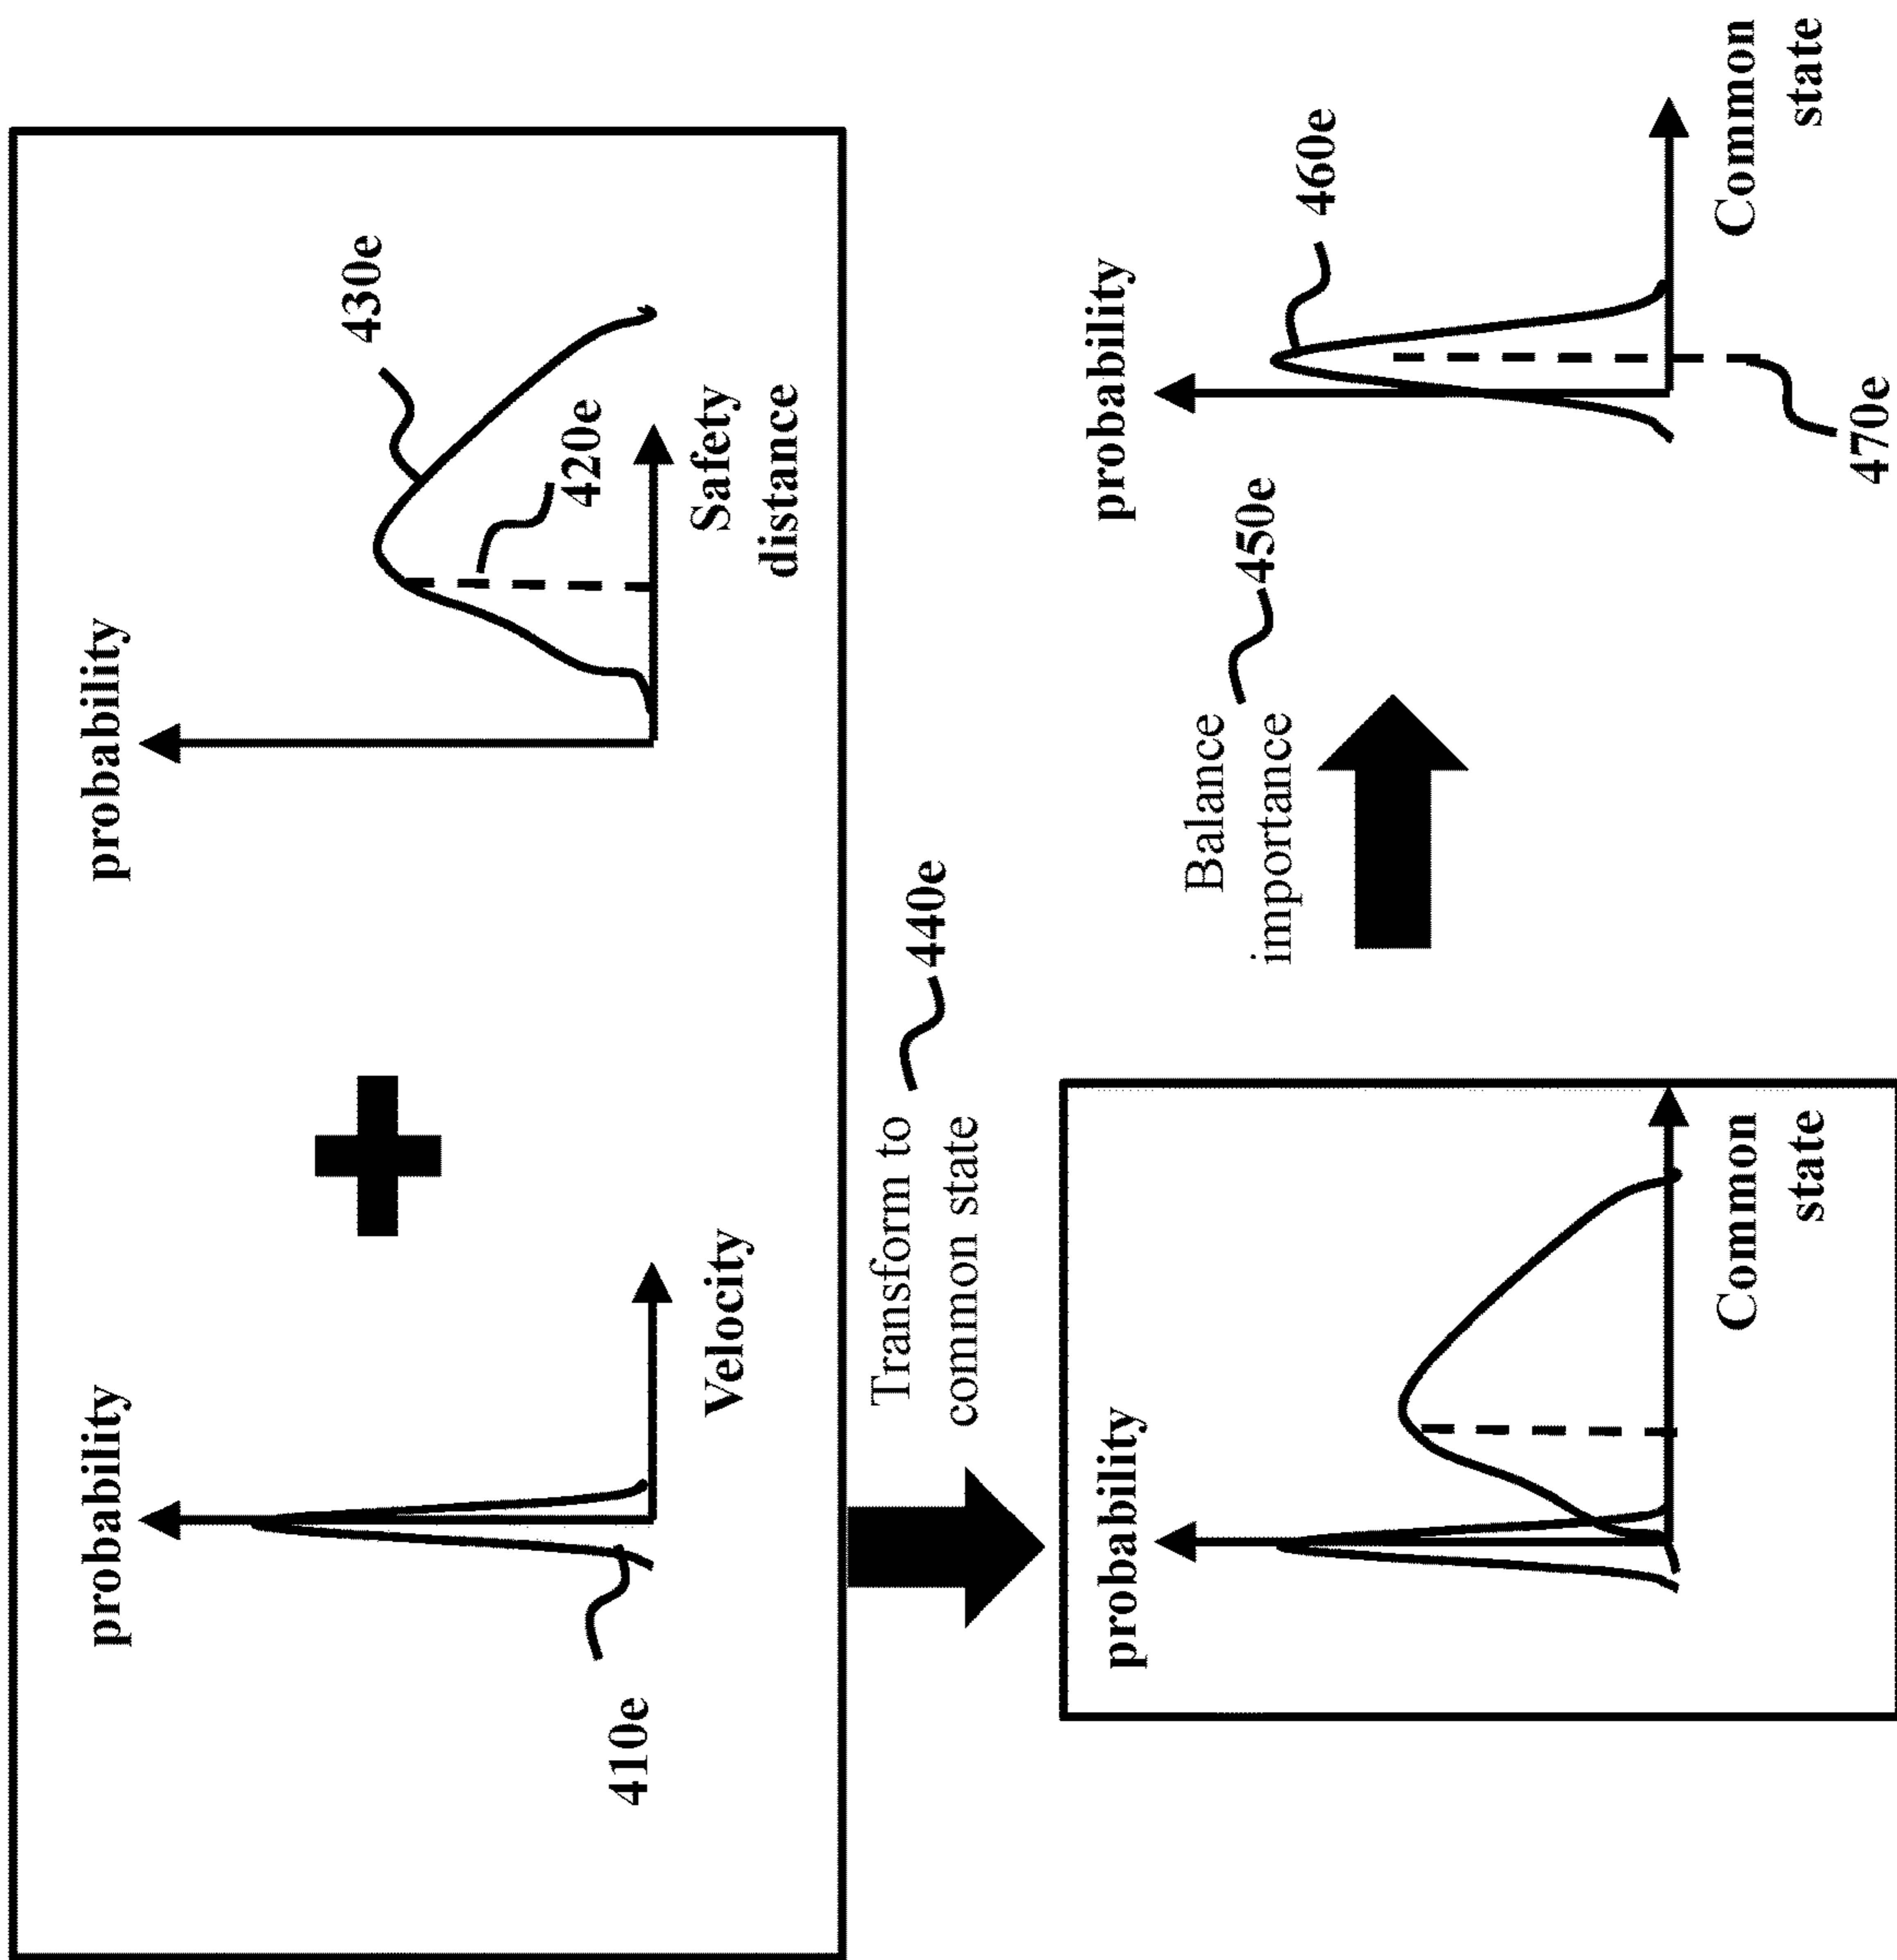 probability
410e
Velocity
probability
430e
420e
Safety
distance
Transform to
common state
440e
probability
Common
state
Balance
importance
450e
probability
460e
470e
Common
state